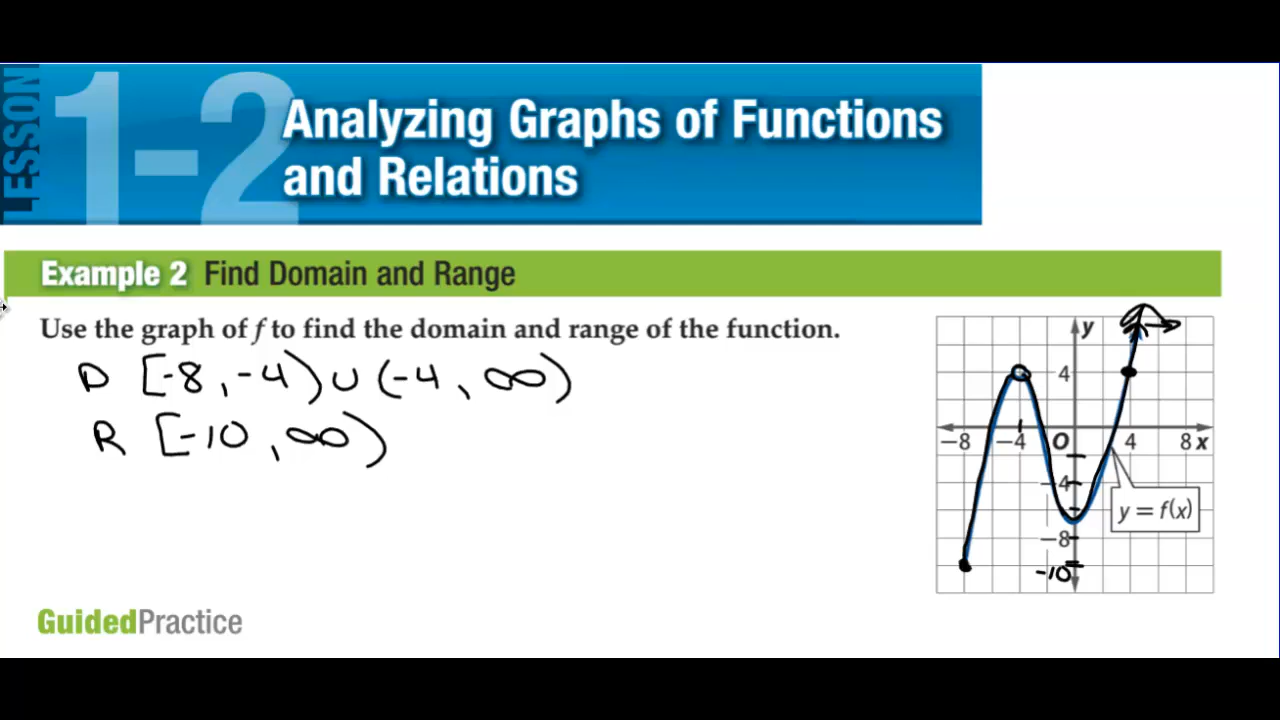 LESSON
1-2
Analyzing Graphs of Functions
and Relations
Example 2 Find Domain and Range
Use the graph of f to find the domain and range of the function.
D [-8, -4) ∪ (-4, ∞)
R [-10, ∞)
y
4
-8 -4 O 4 8 x
-4
y = f(x)
-8
-10
GuidedPractice